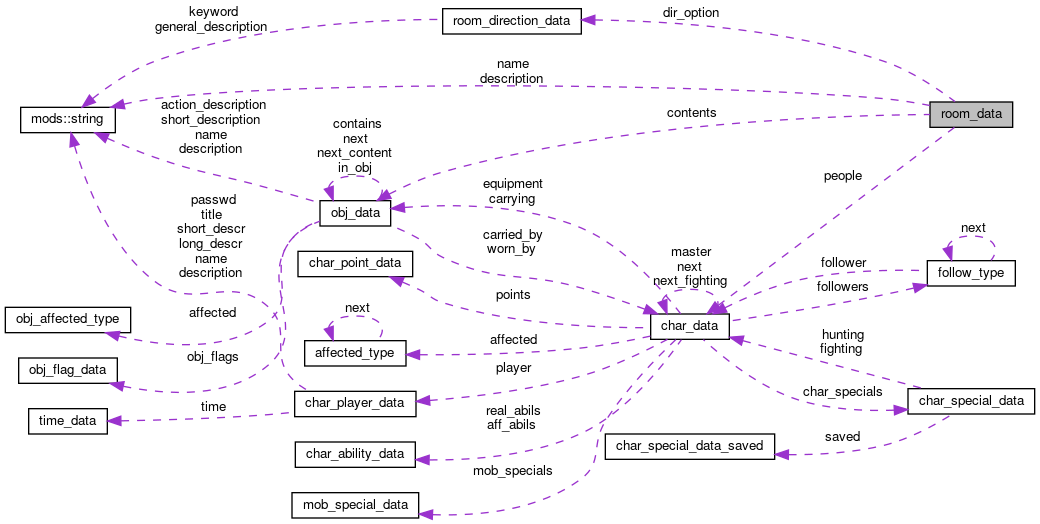 keyword
general_description
room_direction_data
dir_option
name
description
mods::string
room_data
action_description
short_description
name
description
contains
next
next_content
in_obj
contents
people
equipment
carrying
obj_data
passwd
title
short_descr
long_descr
name
description
carried_by
worn_by
master
next
next_fighting
next
follower
follow_type
followers
char_point_data
points
char_data
obj_affected_type
affected
next
affected_type
affected
hunting
fighting
obj_flags
obj_flag_data
player
char_specials
char_special_data
char_player_data
time
time_data
real_abils
aff_abils
saved
char_special_data_saved
char_ability_data
mob_specials
mob_special_data